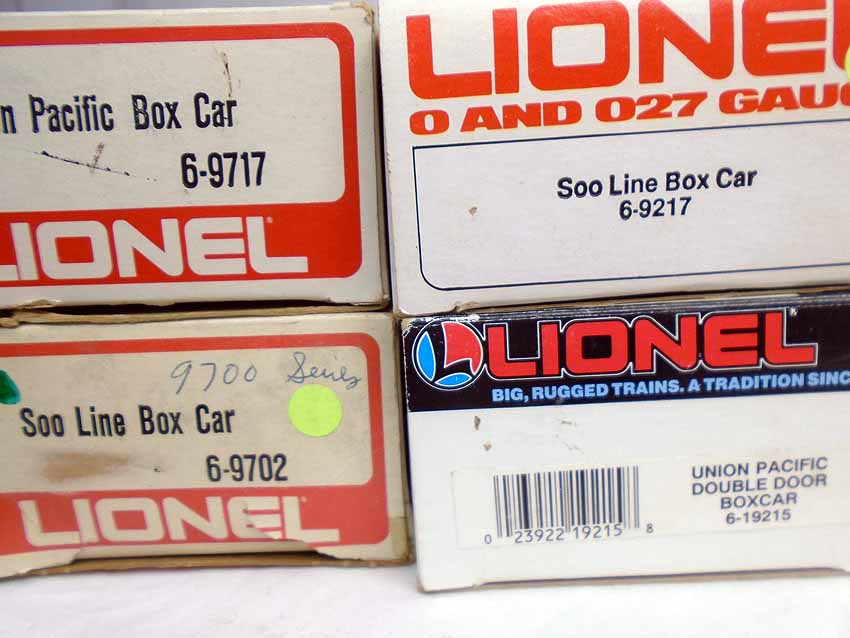 n Pacific Box Car
6-9717
LIONEL
LIONEL
O AND 027 GAUG
Soo Line Box Car
6-9217
9700 Series
Soo Line Box Car
6-9702
LIONEL
LIONEL
BIG, RUGGED TRAINS. A TRADITION SINC
UNION PACIFIC
DOUBLE DOOR
BOXCAR
6-19215
0 23922 19215 8